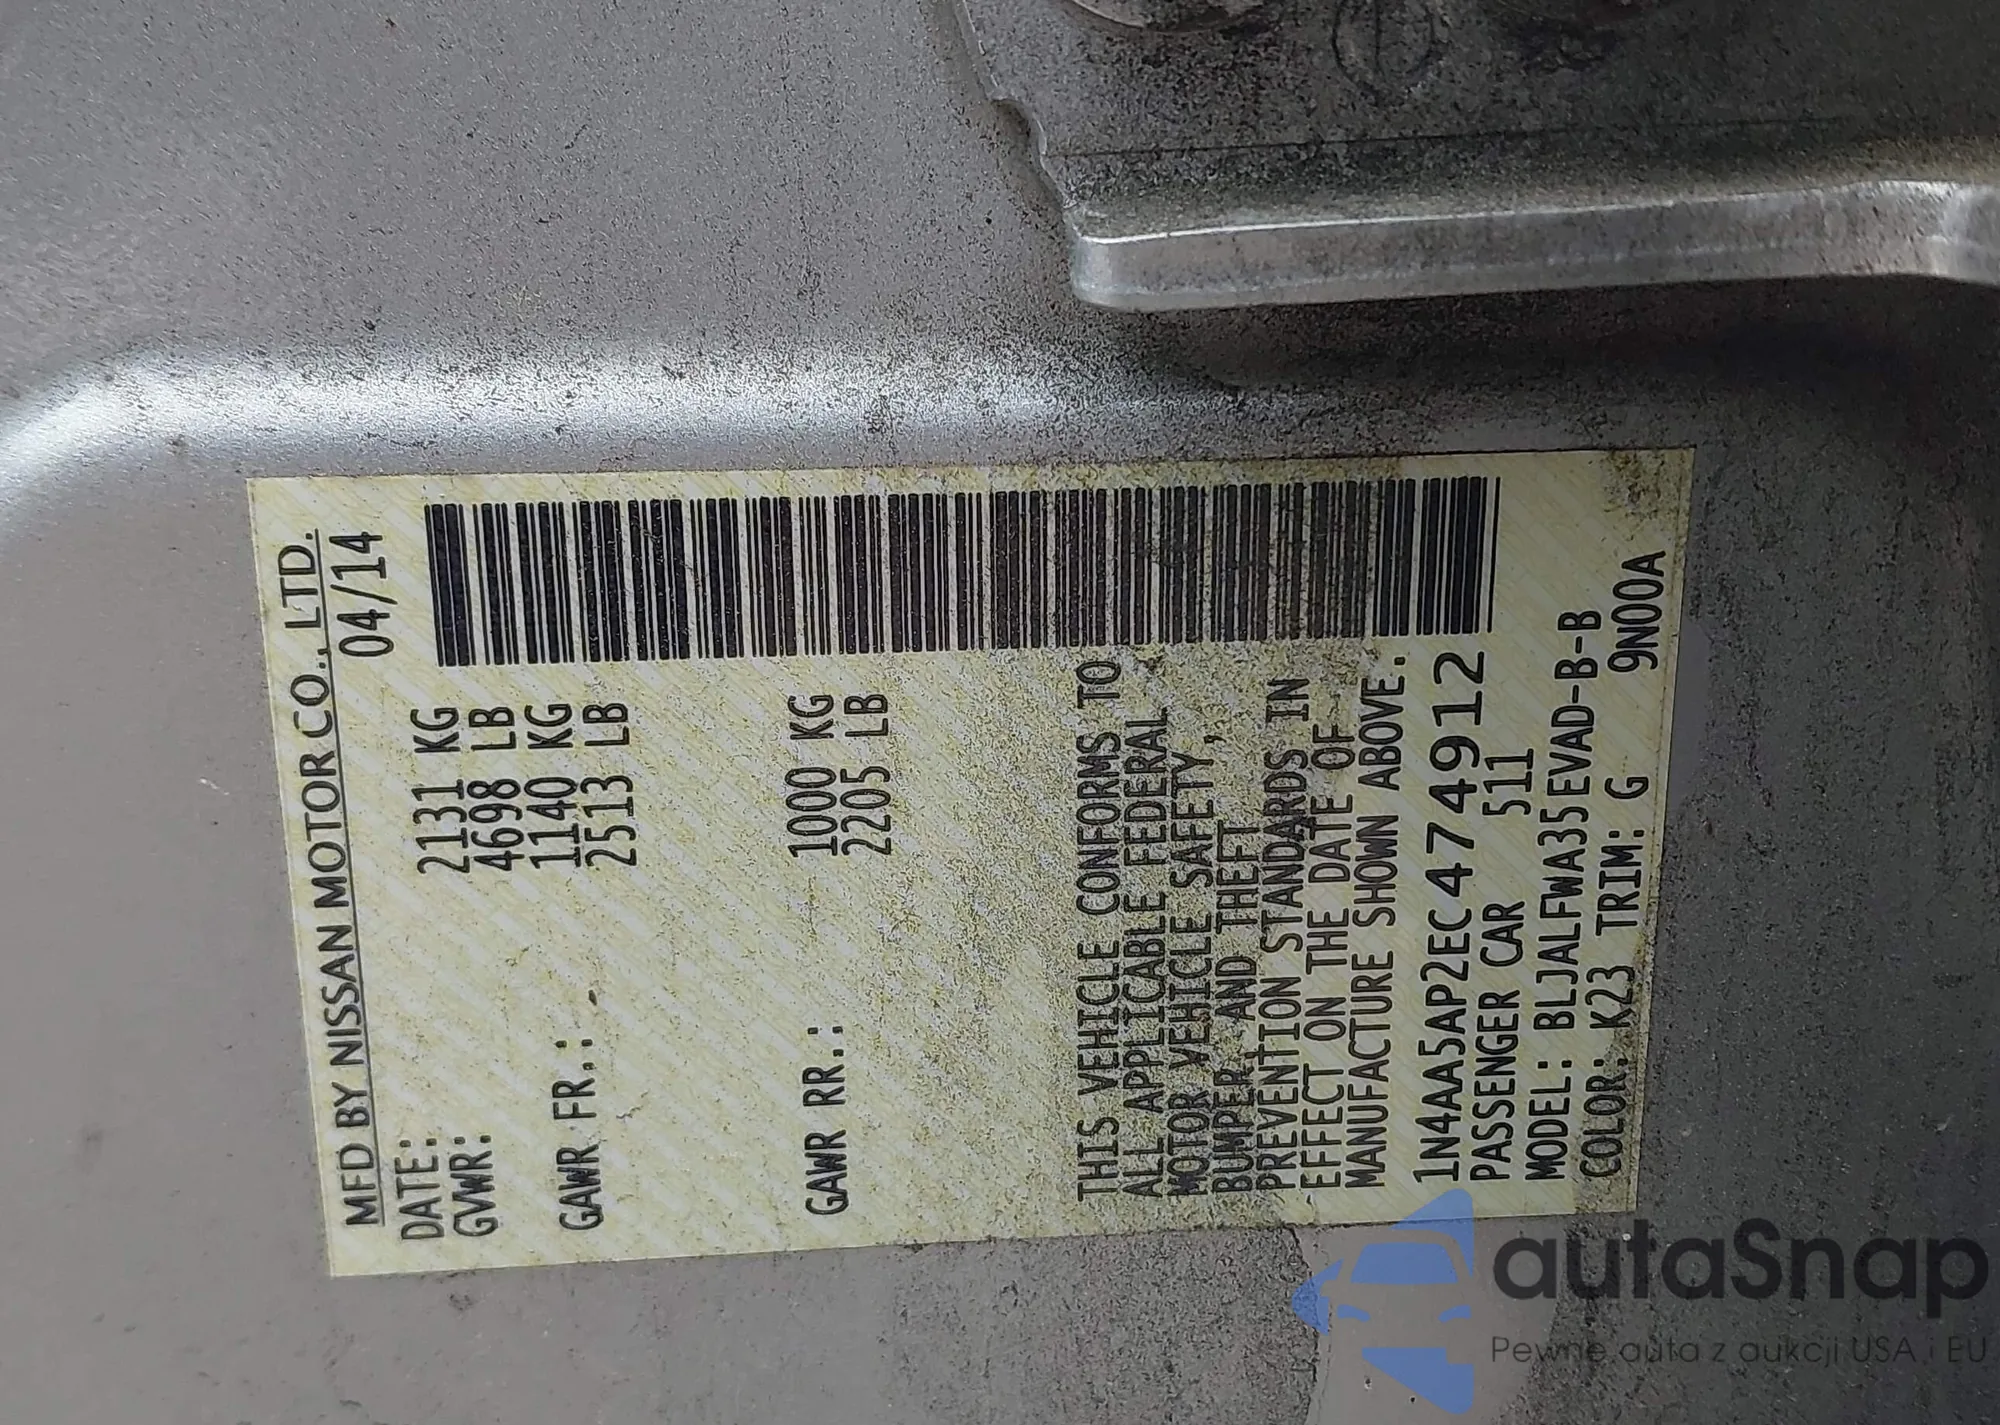 MFD BY NISSAN MOTOR CO., LTD.
DATE: 04/14
GVWR: 2131 KG
4698 LB
GAWR FR.: 1140 KG
2513 LB
GAWR RR.: 1000 KG
2205 LB
THIS VEHICLE CONFORMS TO
ALL APPLICABLE FEDERAL
MOTOR VEHICLE SAFETY,
BUMPER AND THEFT
PREVENTION STANDARDS IN
EFFECT ON THE DATE OF
MANUFACTURE SHOWN ABOVE.
1N4AA5AP2EC474912
PASSENGER CAR 511
MODEL: BLJALFWA35EVAD-B-B
COLOR: K23 TRIM: G 9N00A
autaSnap
Pewne auta z aukcji USA i EU